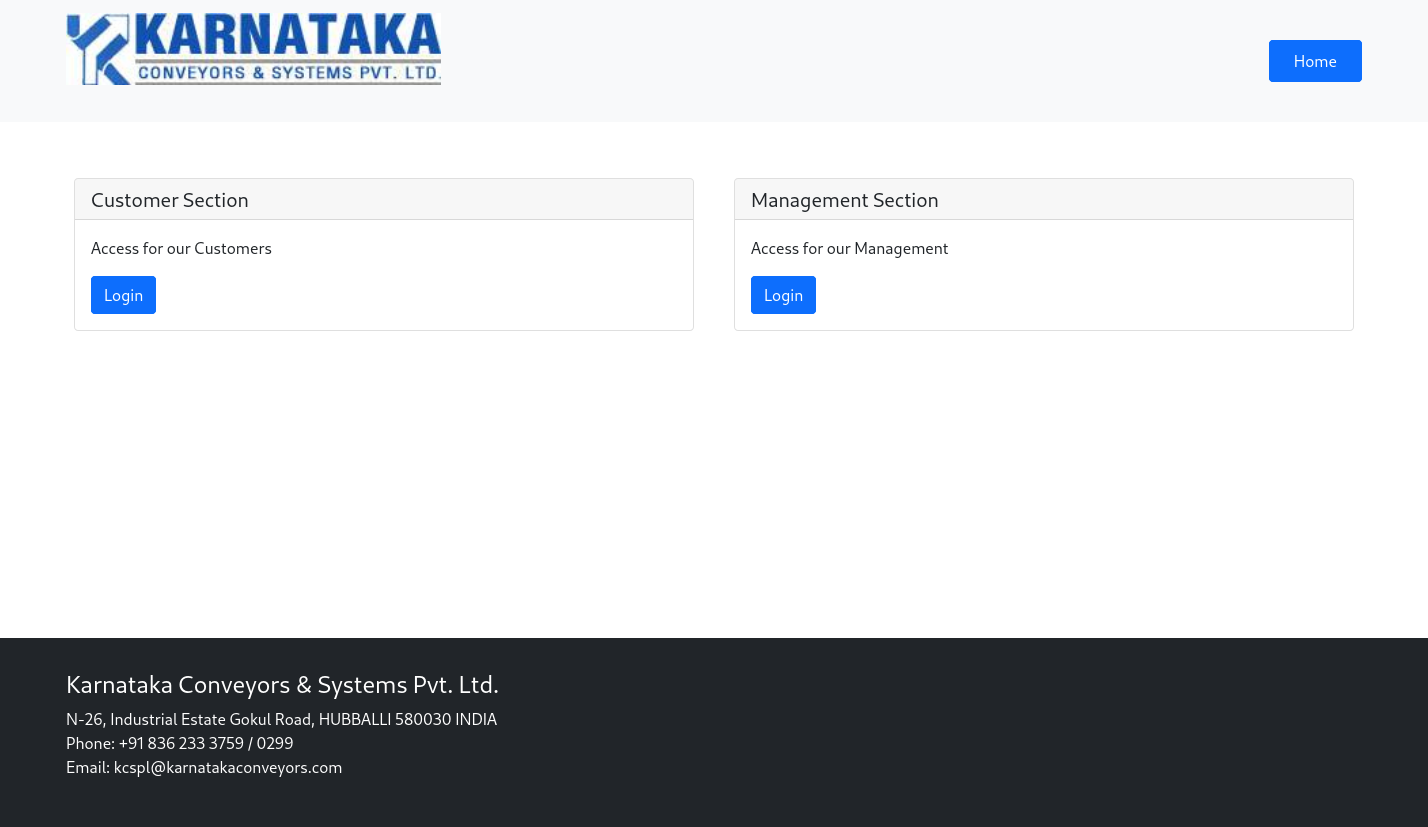 KARNATAKA
CONVEYORS & SYSTEMS PVT. LTD.
Home
Customer Section
Access for our Customers
Login
Management Section
Access for our Management
Login
Karnataka Conveyors & Systems Pvt. Ltd.
N-26, Industrial Estate Gokul Road, HUBBALLI 580030 INDIA
Phone: +91 836 233 3759 / 0299
Email: kcspl@karnatakaconveyors.com